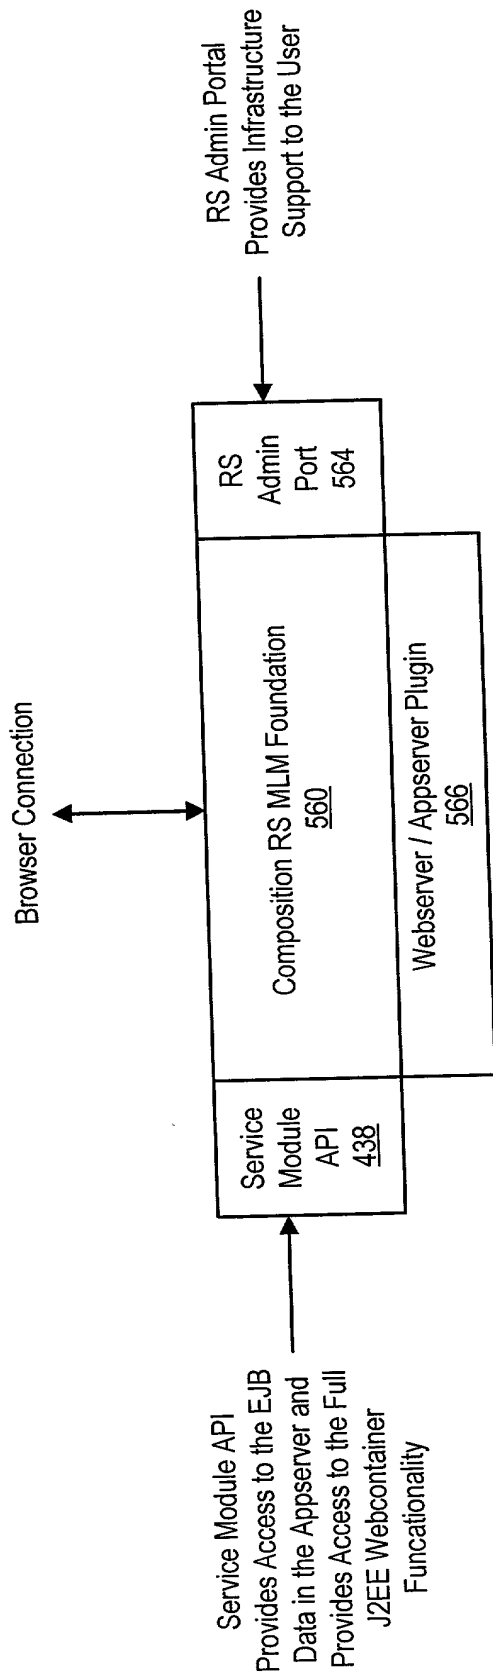 Browser Connection
Service Module API
Provides Access to the EJB
Data in the Appserver and
Provides Access to the Full
J2EE Webcontainer
Funcationality
Service
Module
API
438
Composition RS MLM Foundation
560
RS
Admin
Port
564
RS Admin Portal
Provides Infrastructure
Support to the User
Webserver / Appserver Plugin
566